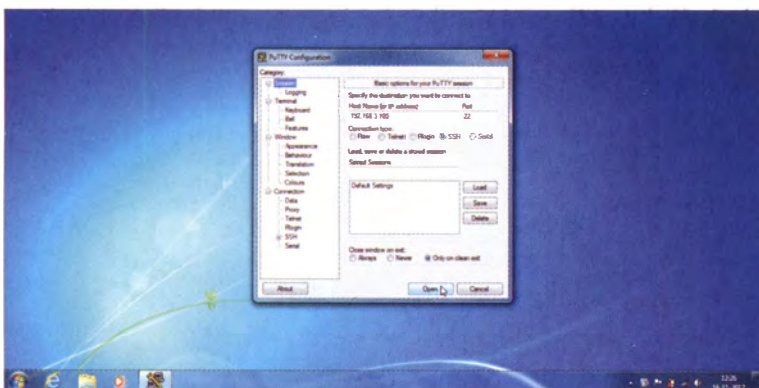 PuTTY Configuration
Category:
Session
Logging
Terminal
Keyboard
Bell
Features
Window
Appearance
Behaviour
Translation
Selection
Colours
Connection
Data
Proxy
Telnet
Rlogin
SSH
Serial
Basic options for your PuTTY session
Specify the destination you want to connect to
Host Name (or IP address)
Port
192.168.1.100
22
Connection type:
Raw
Telnet
Rlogin
SSH
Serial
Load, save or delete a stored session
Saved Sessions
Default Settings
Load
Save
Delete
Close window on exit:
Always
Never
Only on clean exit
About
Open
Cancel
12:26